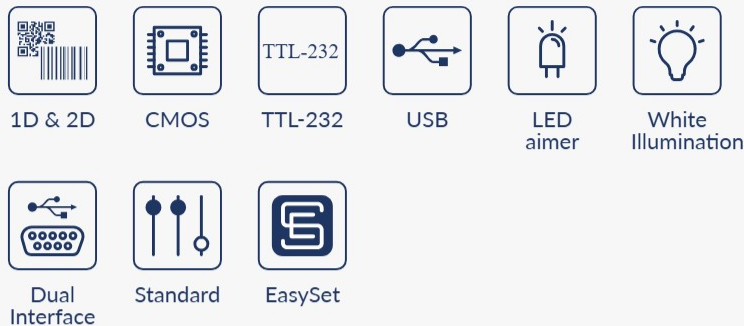 TTL-232
1D & 2D
CMOS
TTL-232
USB
LED
aimer
White
Illumination
Dual
Interface
Standard
EasySet